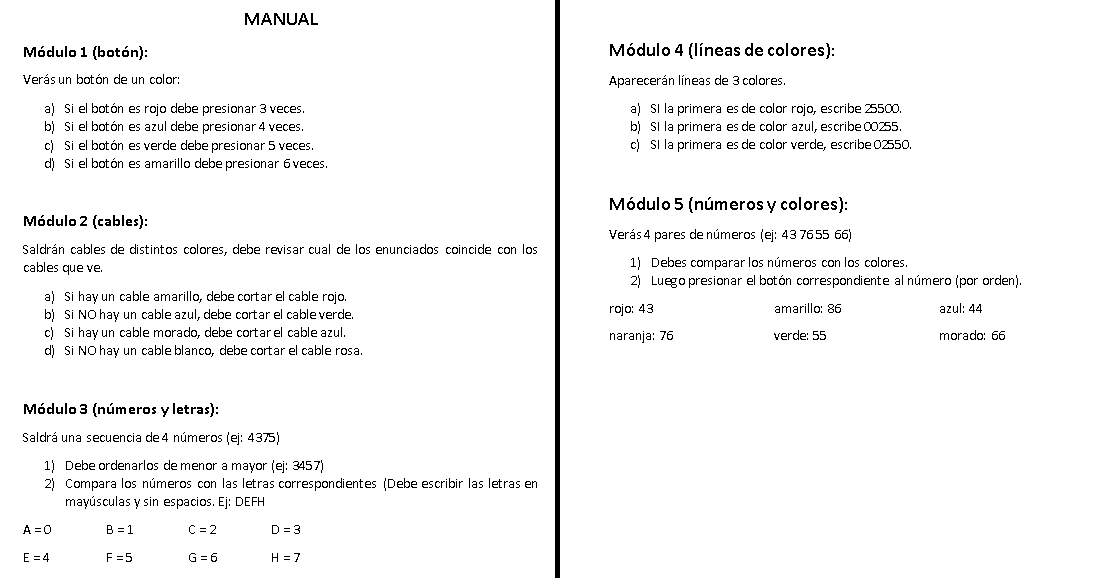 MANUAL
Módulo 1 (botón):
Verás un botón de un color:
a) Si el botón es rojo debe presionar 3 veces.
b) Si el botón es azul debe presionar 4 veces.
c) Si el botón es verde debe presionar 5 veces.
d) Si el botón es amarillo debe presionar 6 veces.
Módulo 2 (cables):
Saldrán cables de distintos colores, debe revisar cual de los enunciados coincide con los
cables que ve.
a) Si hay un cable amarillo, debe cortar el cable rojo.
b) Si NO hay un cable azul, debe cortar el cable verde.
c) Si hay un cable morado, debe cortar el cable azul.
d) Si NO hay un cable blanco, debe cortar el cable rosa.
Módulo 3 (números y letras):
Saldrá una secuencia de 4 números (ej: 4375)
1) Debe ordenarlos de menor a mayor (ej: 3457)
2) Compara los números con las letras correspondientes (Debe escribir las letras en
mayúsculas y sin espacios. Ej: DEFH
A = 0 B = 1 C = 2 D = 3
E = 4 F = 5 G = 6 H = 7
Módulo 4 (líneas de colores):
Aparecerán líneas de 3 colores.
a) SI la primera es de color rojo, escribe 25500.
b) SI la primera es de color azul, escribe 00255.
c) SI la primera es de color verde, escribe 02550.
Módulo 5 (números y colores):
Verás 4 pares de números (ej: 43 76 55 66)
1) Debes comparar los números con los colores.
2) Luego presionar el botón correspondiente al número (por orden).
rojo: 43 amarillo: 86 azul: 44
naranja: 76 verde: 55 morado: 66